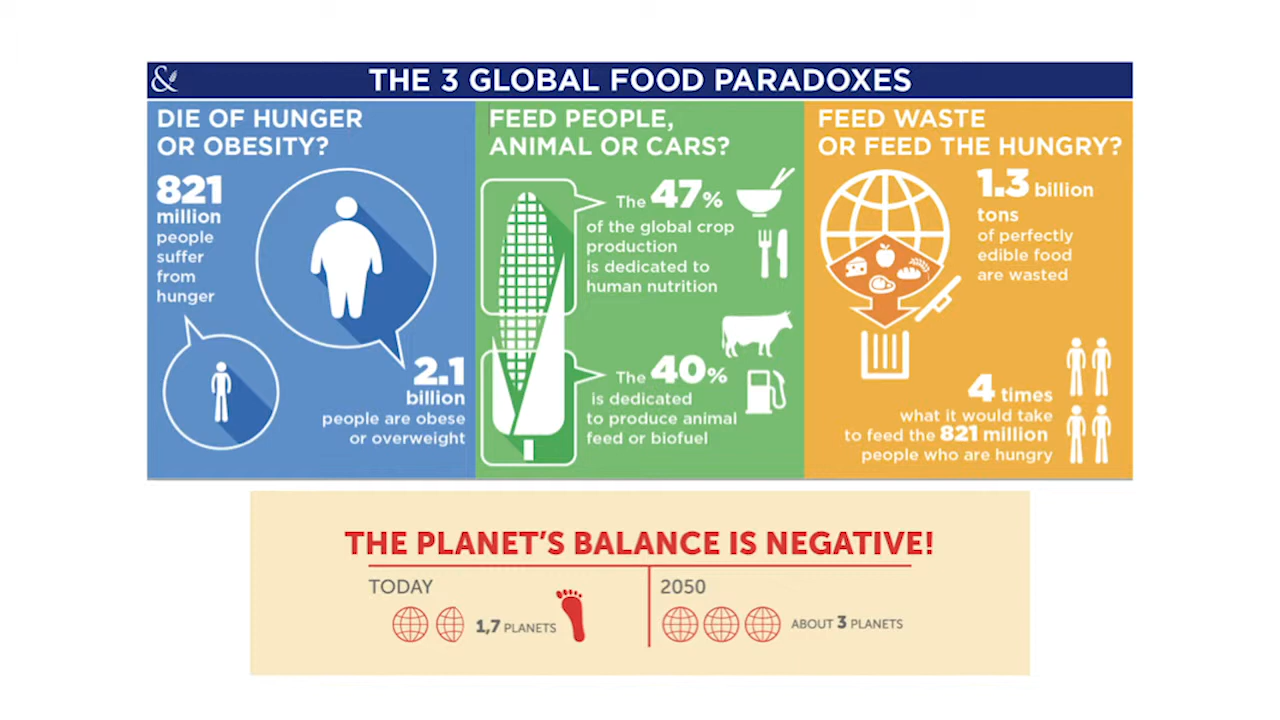 &
THE 3 GLOBAL FOOD PARADOXES
DIE OF HUNGER
OR OBESITY?
821
million
people
suffer
from
hunger
2.1
billion
people are obese
or overweight
FEED PEOPLE,
ANIMAL OR CARS?
The 47%
of the global crop
production
is dedicated to
human nutrition
The 40%
is dedicated
to produce animal
feed or biofuel
FEED WASTE
OR FEED THE HUNGRY?
1.3 billion
tons
of perfectly
edible food
are wasted
4 times
what it would take
to feed the 821 million
people who are hungry
THE PLANET'S BALANCE IS NEGATIVE!
TODAY
1,7 PLANETS
2050
ABOUT 3 PLANETS